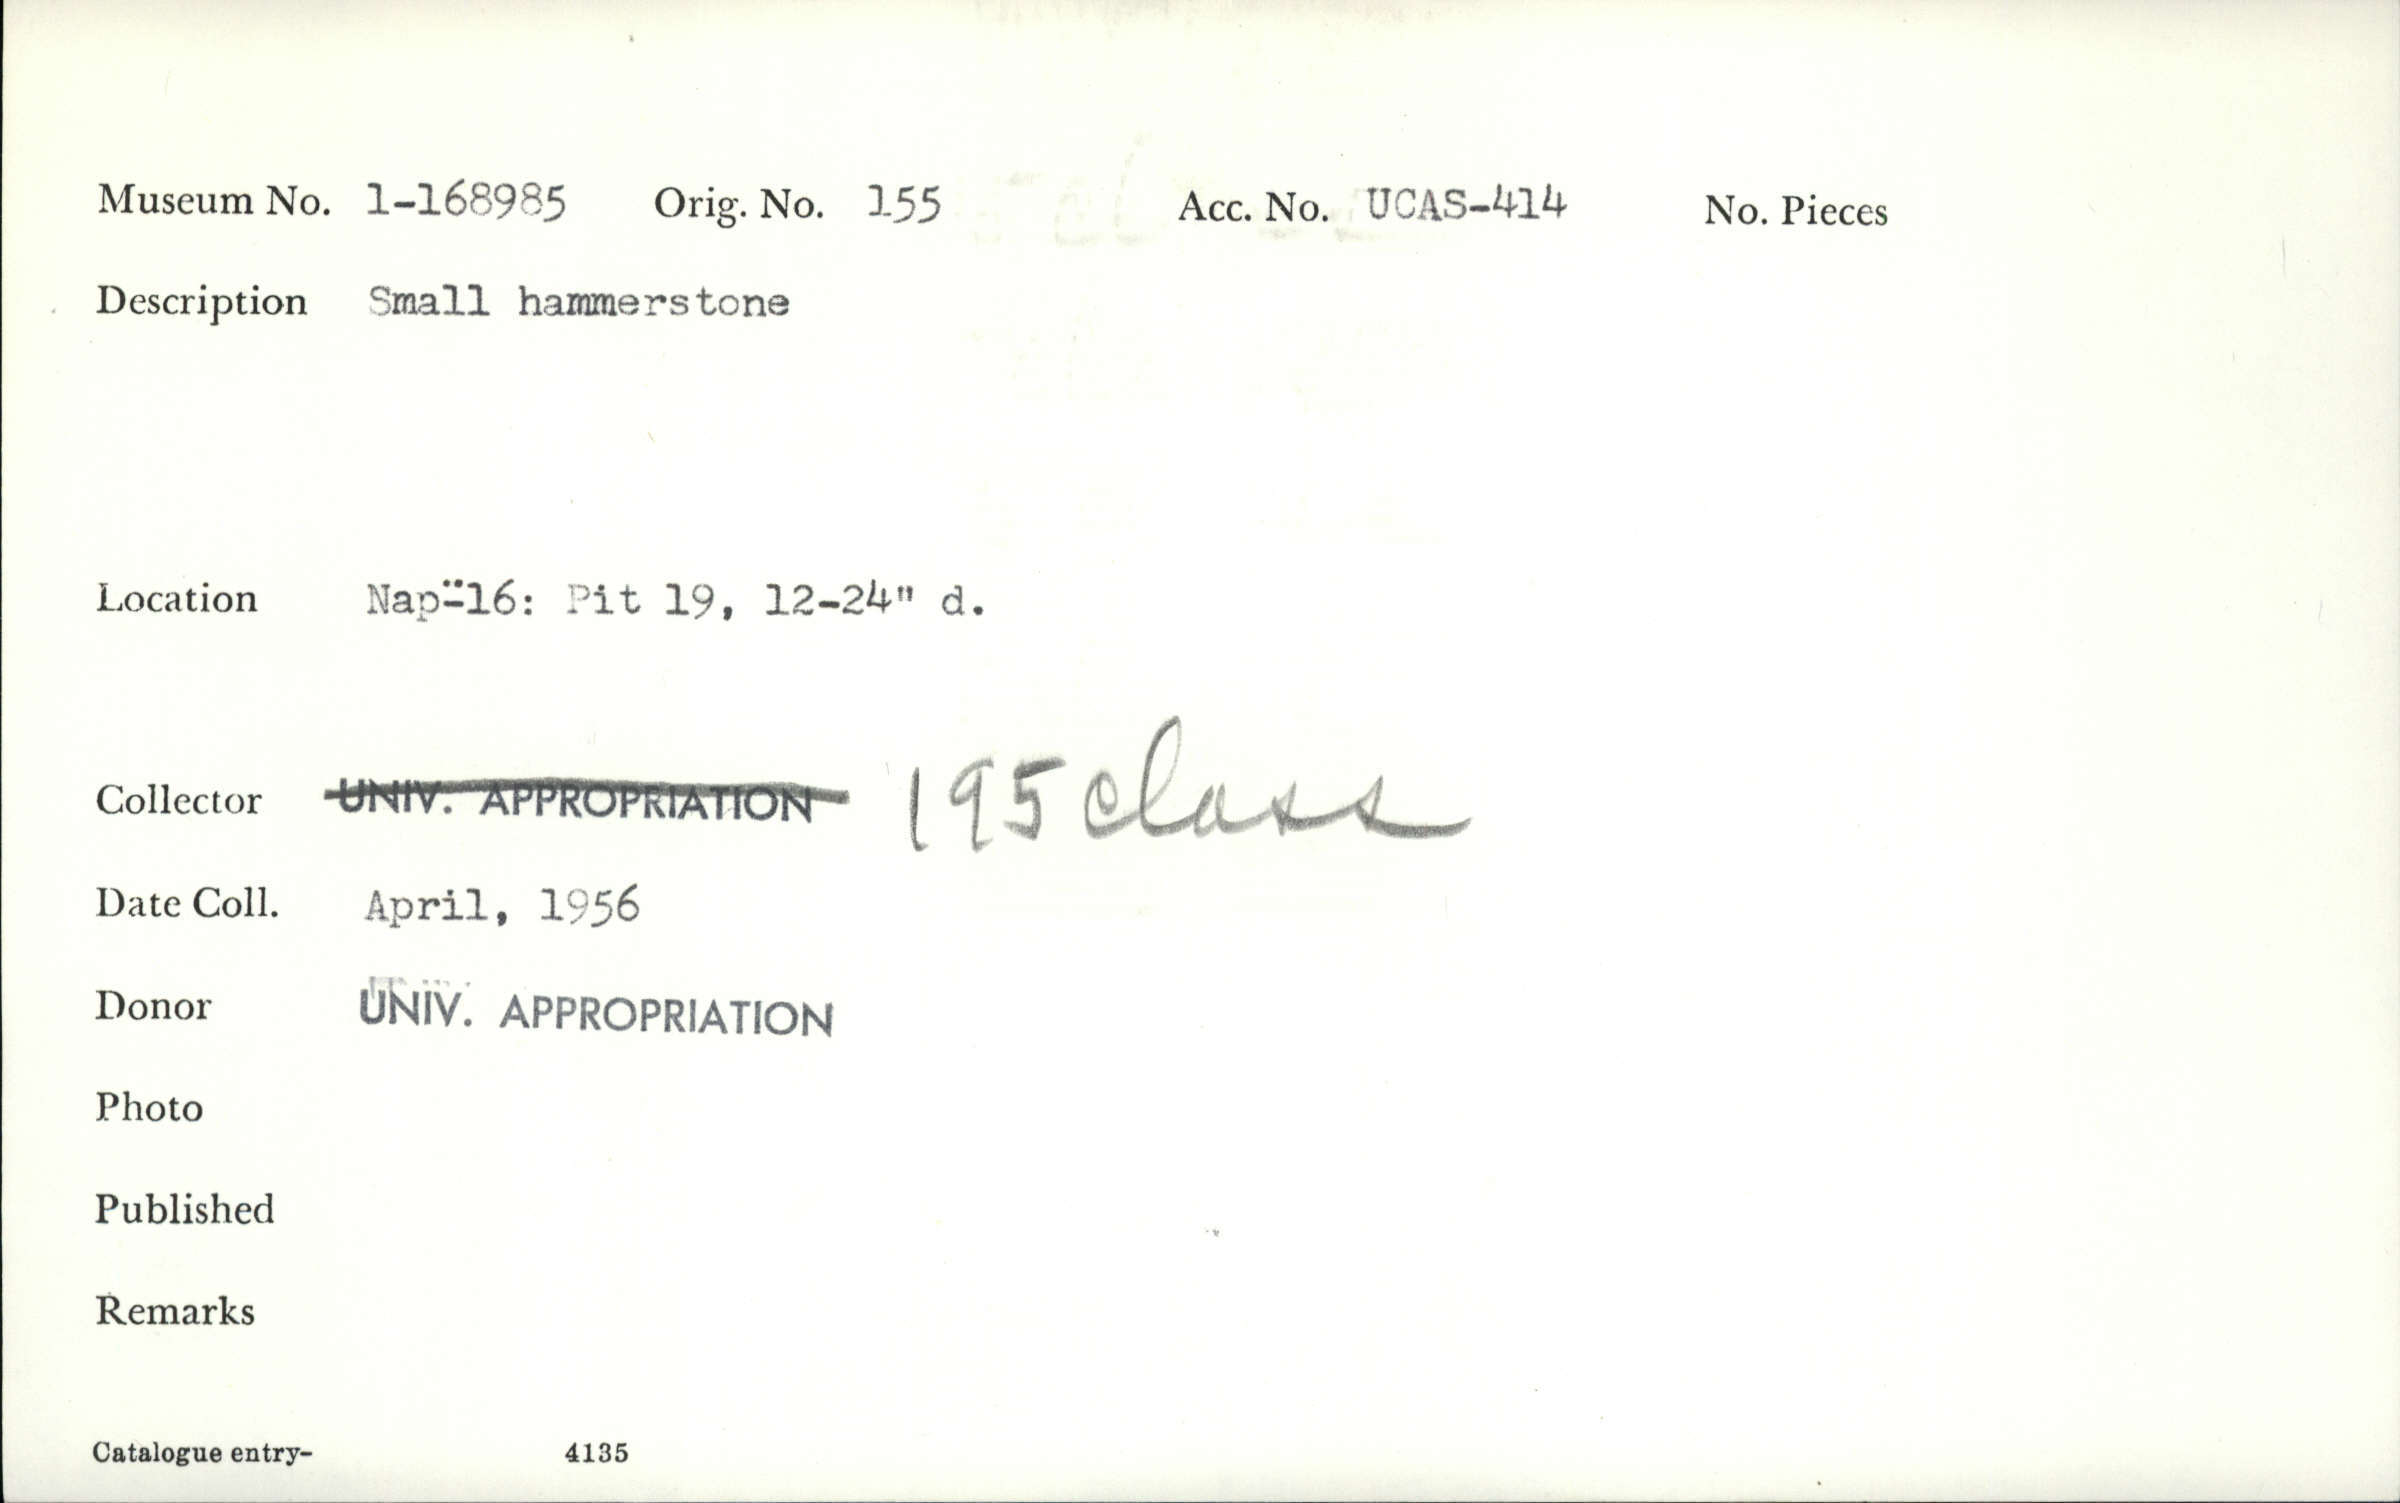 Museum No. 1-168985 Orig. No. 155 Acc. No. UCAS-414 No. Pieces
Description Small hammerstone
Location Nap-16: Pit 19, 12-24" d.
Collector UNIV. APPROPRIATION 195 class
Date Coll. April, 1956
Donor UNIV. APPROPRIATION
Photo
Published
Remarks
Catalogue entry- 4135